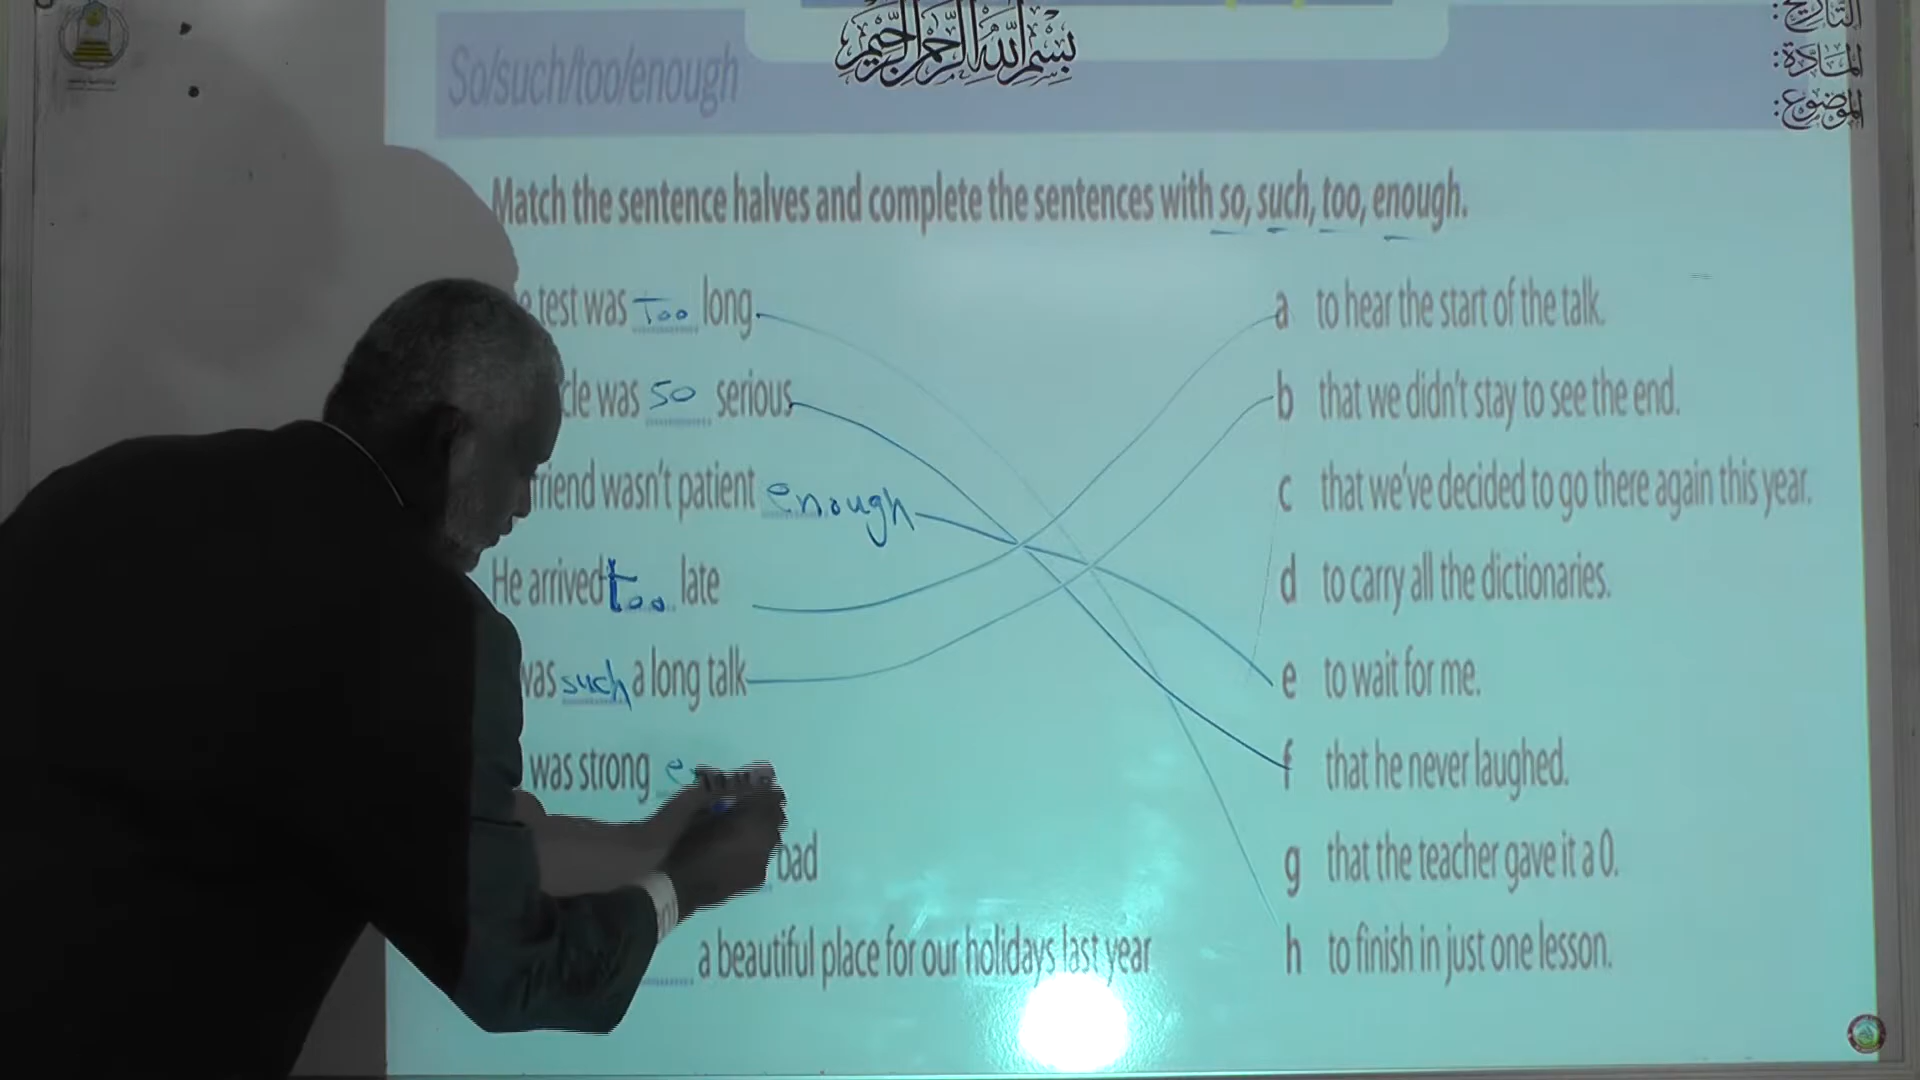 بسم الله الرحمن الرحيم
التاريخ:
المادة:
الموضوع:
So/such/too/enough
Match the sentence halves and complete the sentences with so, such, too, enough.
test was Too long
was so serious
wasn't patient enough
He arrived too late
such a long talk
was strong
bad
a beautiful place for our holidays last year
a to hear the start of the talk.
b that we didn't stay to see the end.
c that we've decided to go there again this year.
d to carry all the dictionaries.
e to wait for me.
f that he never laughed.
g that the teacher gave it a 0.
h to finish in just one lesson.